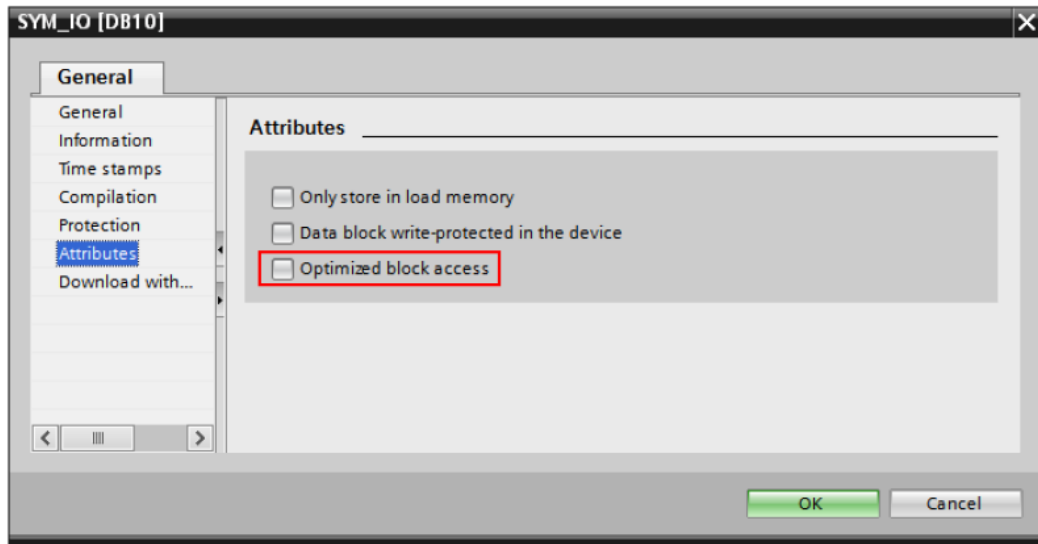 SYM_IO [DB10]
General
General
Information
Time stamps
Compilation
Protection
Attributes
Download with...
Attributes
Only store in load memory
Data block write-protected in the device
Optimized block access
OK
Cancel